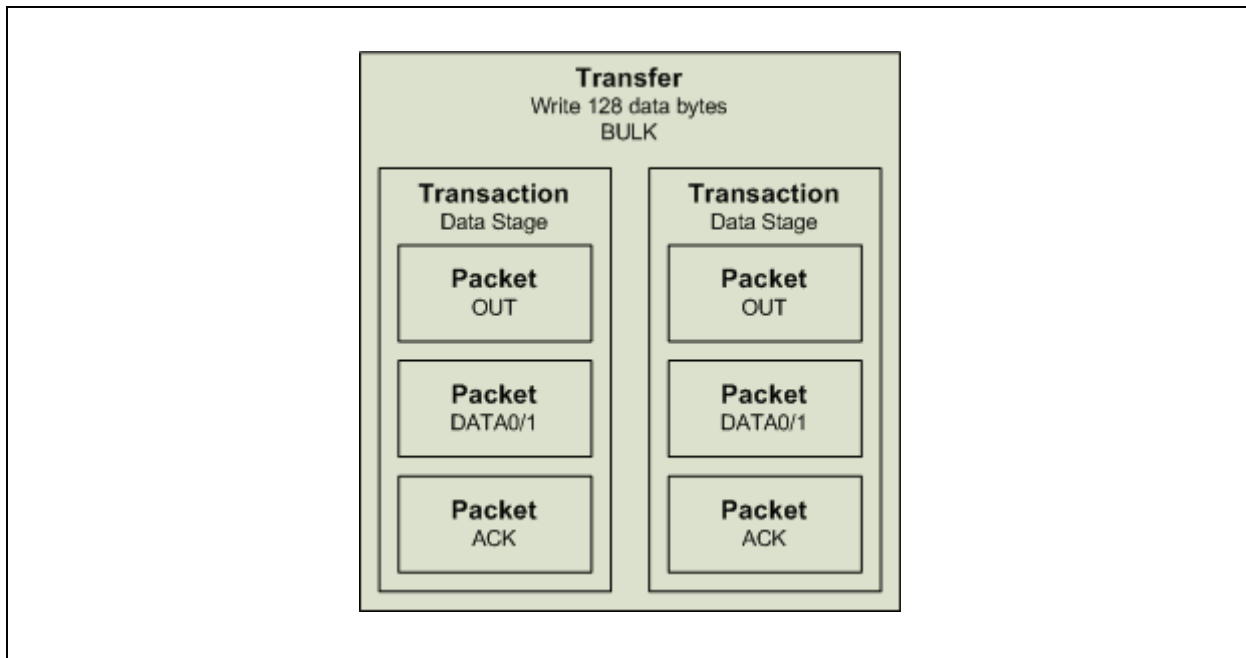 Transfer
Write 128 data bytes
BULK
Transaction
Data Stage
Packet
OUT
Packet
DATA0/1
Packet
ACK
Transaction
Data Stage
Packet
OUT
Packet
DATA0/1
Packet
ACK